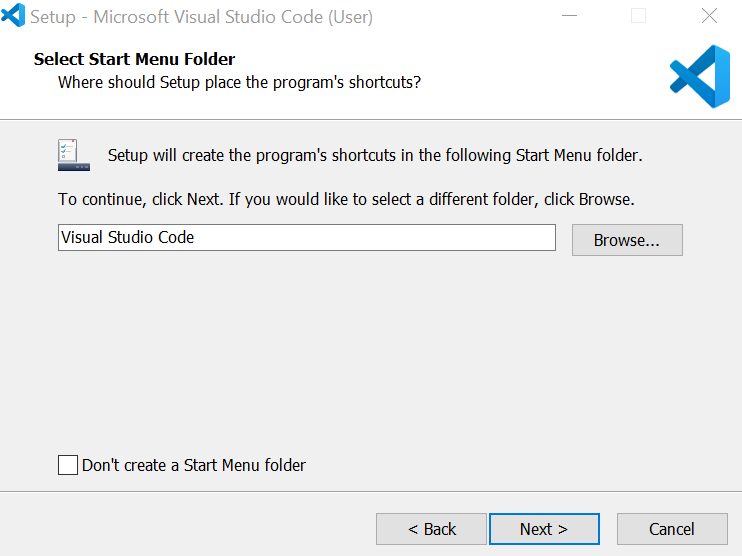 Setup - Microsoft Visual Studio Code (User)
Select Start Menu Folder
Where should Setup place the program's shortcuts?
Setup will create the program's shortcuts in the following Start Menu folder.
To continue, click Next. If you would like to select a different folder, click Browse.
Visual Studio Code
Browse...
Don't create a Start Menu folder
< Back
Next >
Cancel